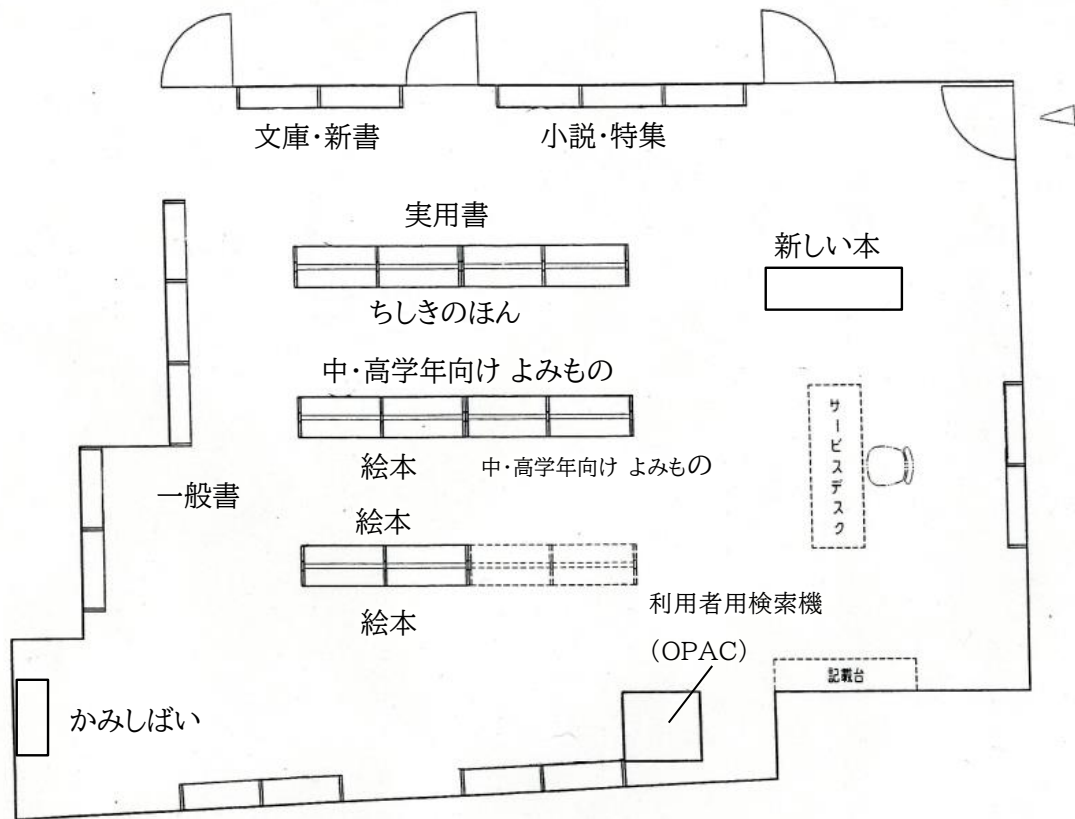 文庫・新書
小説・特集
実用書
新しい本
ちしきのほん
中・高学年向け よみもの
サービスデスク
絵本
中・高学年向け よみもの
一般書
絵本
絵本
利用者用検索機
(OPAC)
記載台
かみしばい